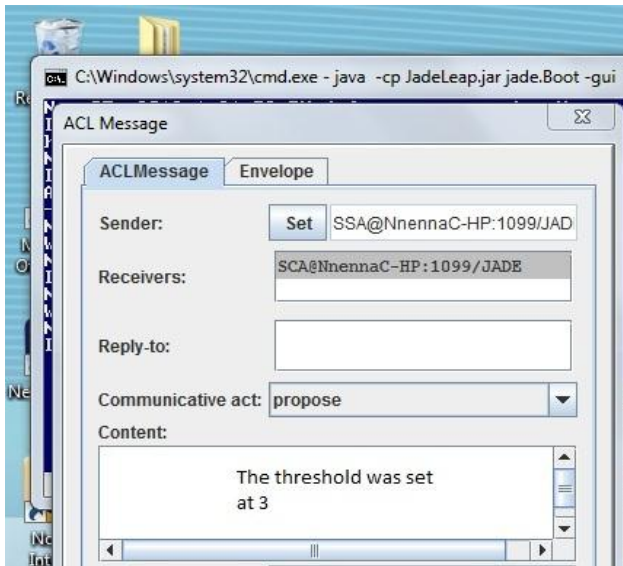 C:\Windows\system32\cmd.exe - java -cp JadeLeap.jar jade.Boot -gui
ACL Message
ACLMessage Envelope
Sender: Set SSA@NnennaC-HP:1099/JAD
Receivers: SCA@NnennaC-HP:1099/JADE
Reply-to:
Communicative act: propose
Content:
The threshold was set
at 3